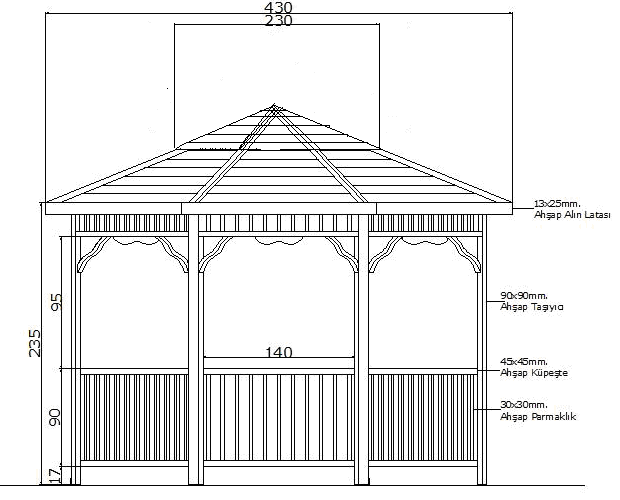 430
230
13x25mm.
Ahşap Alın Latası
95
90x90mm.
Ahşap Taşıyıcı
235
140
45x45mm.
Ahşap Küpeşte
90
30x30mm.
Ahşap Parmaklık
17